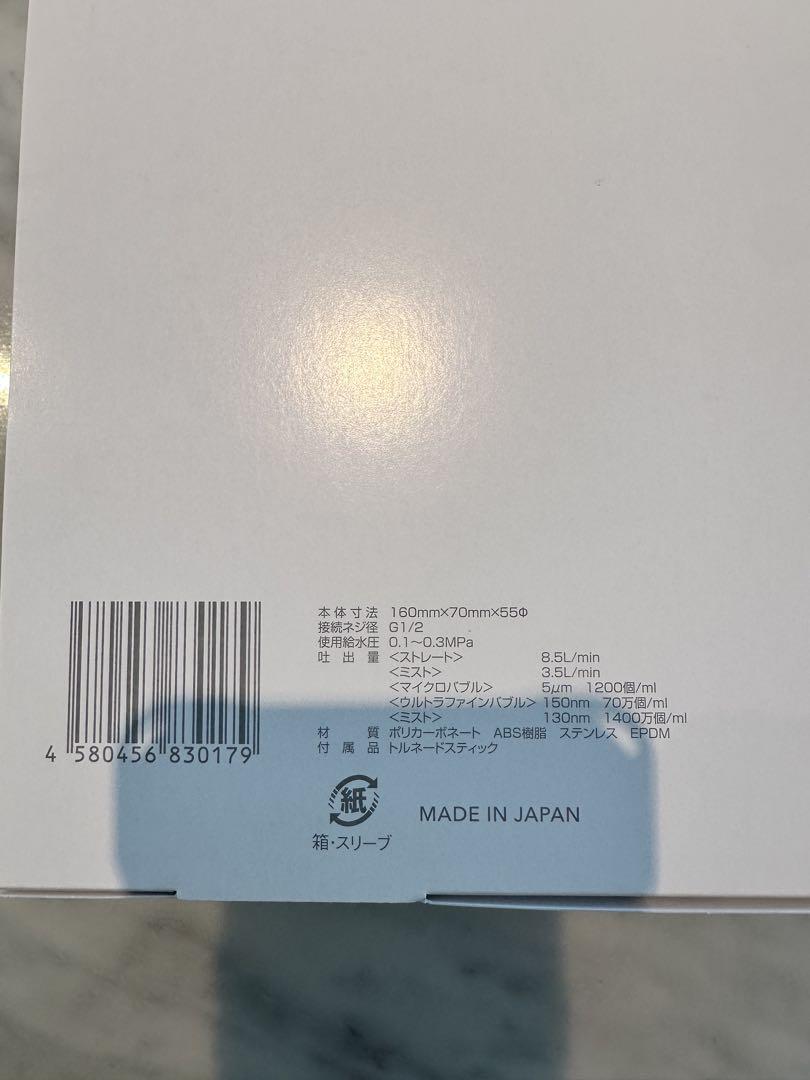 本体寸法 160mm×70mm×55Φ
接続ネジ径 G1/2
使用給水圧 0.1〜0.3MPa
吐出量 <ストレート> 8.5L/min
<ミスト> 3.5L/min
<マイクロバブル> 5μm 1200個/ml
<ウルトラファインバブル> 150nm 70万個/ml
<ミスト> 130nm 1400万個/ml
材質 ポリカーボネート ABS樹脂 ステンレス EPDM
付属品 トルネードスティック
4 580456 830179
紙
箱・スリーブ
MADE IN JAPAN